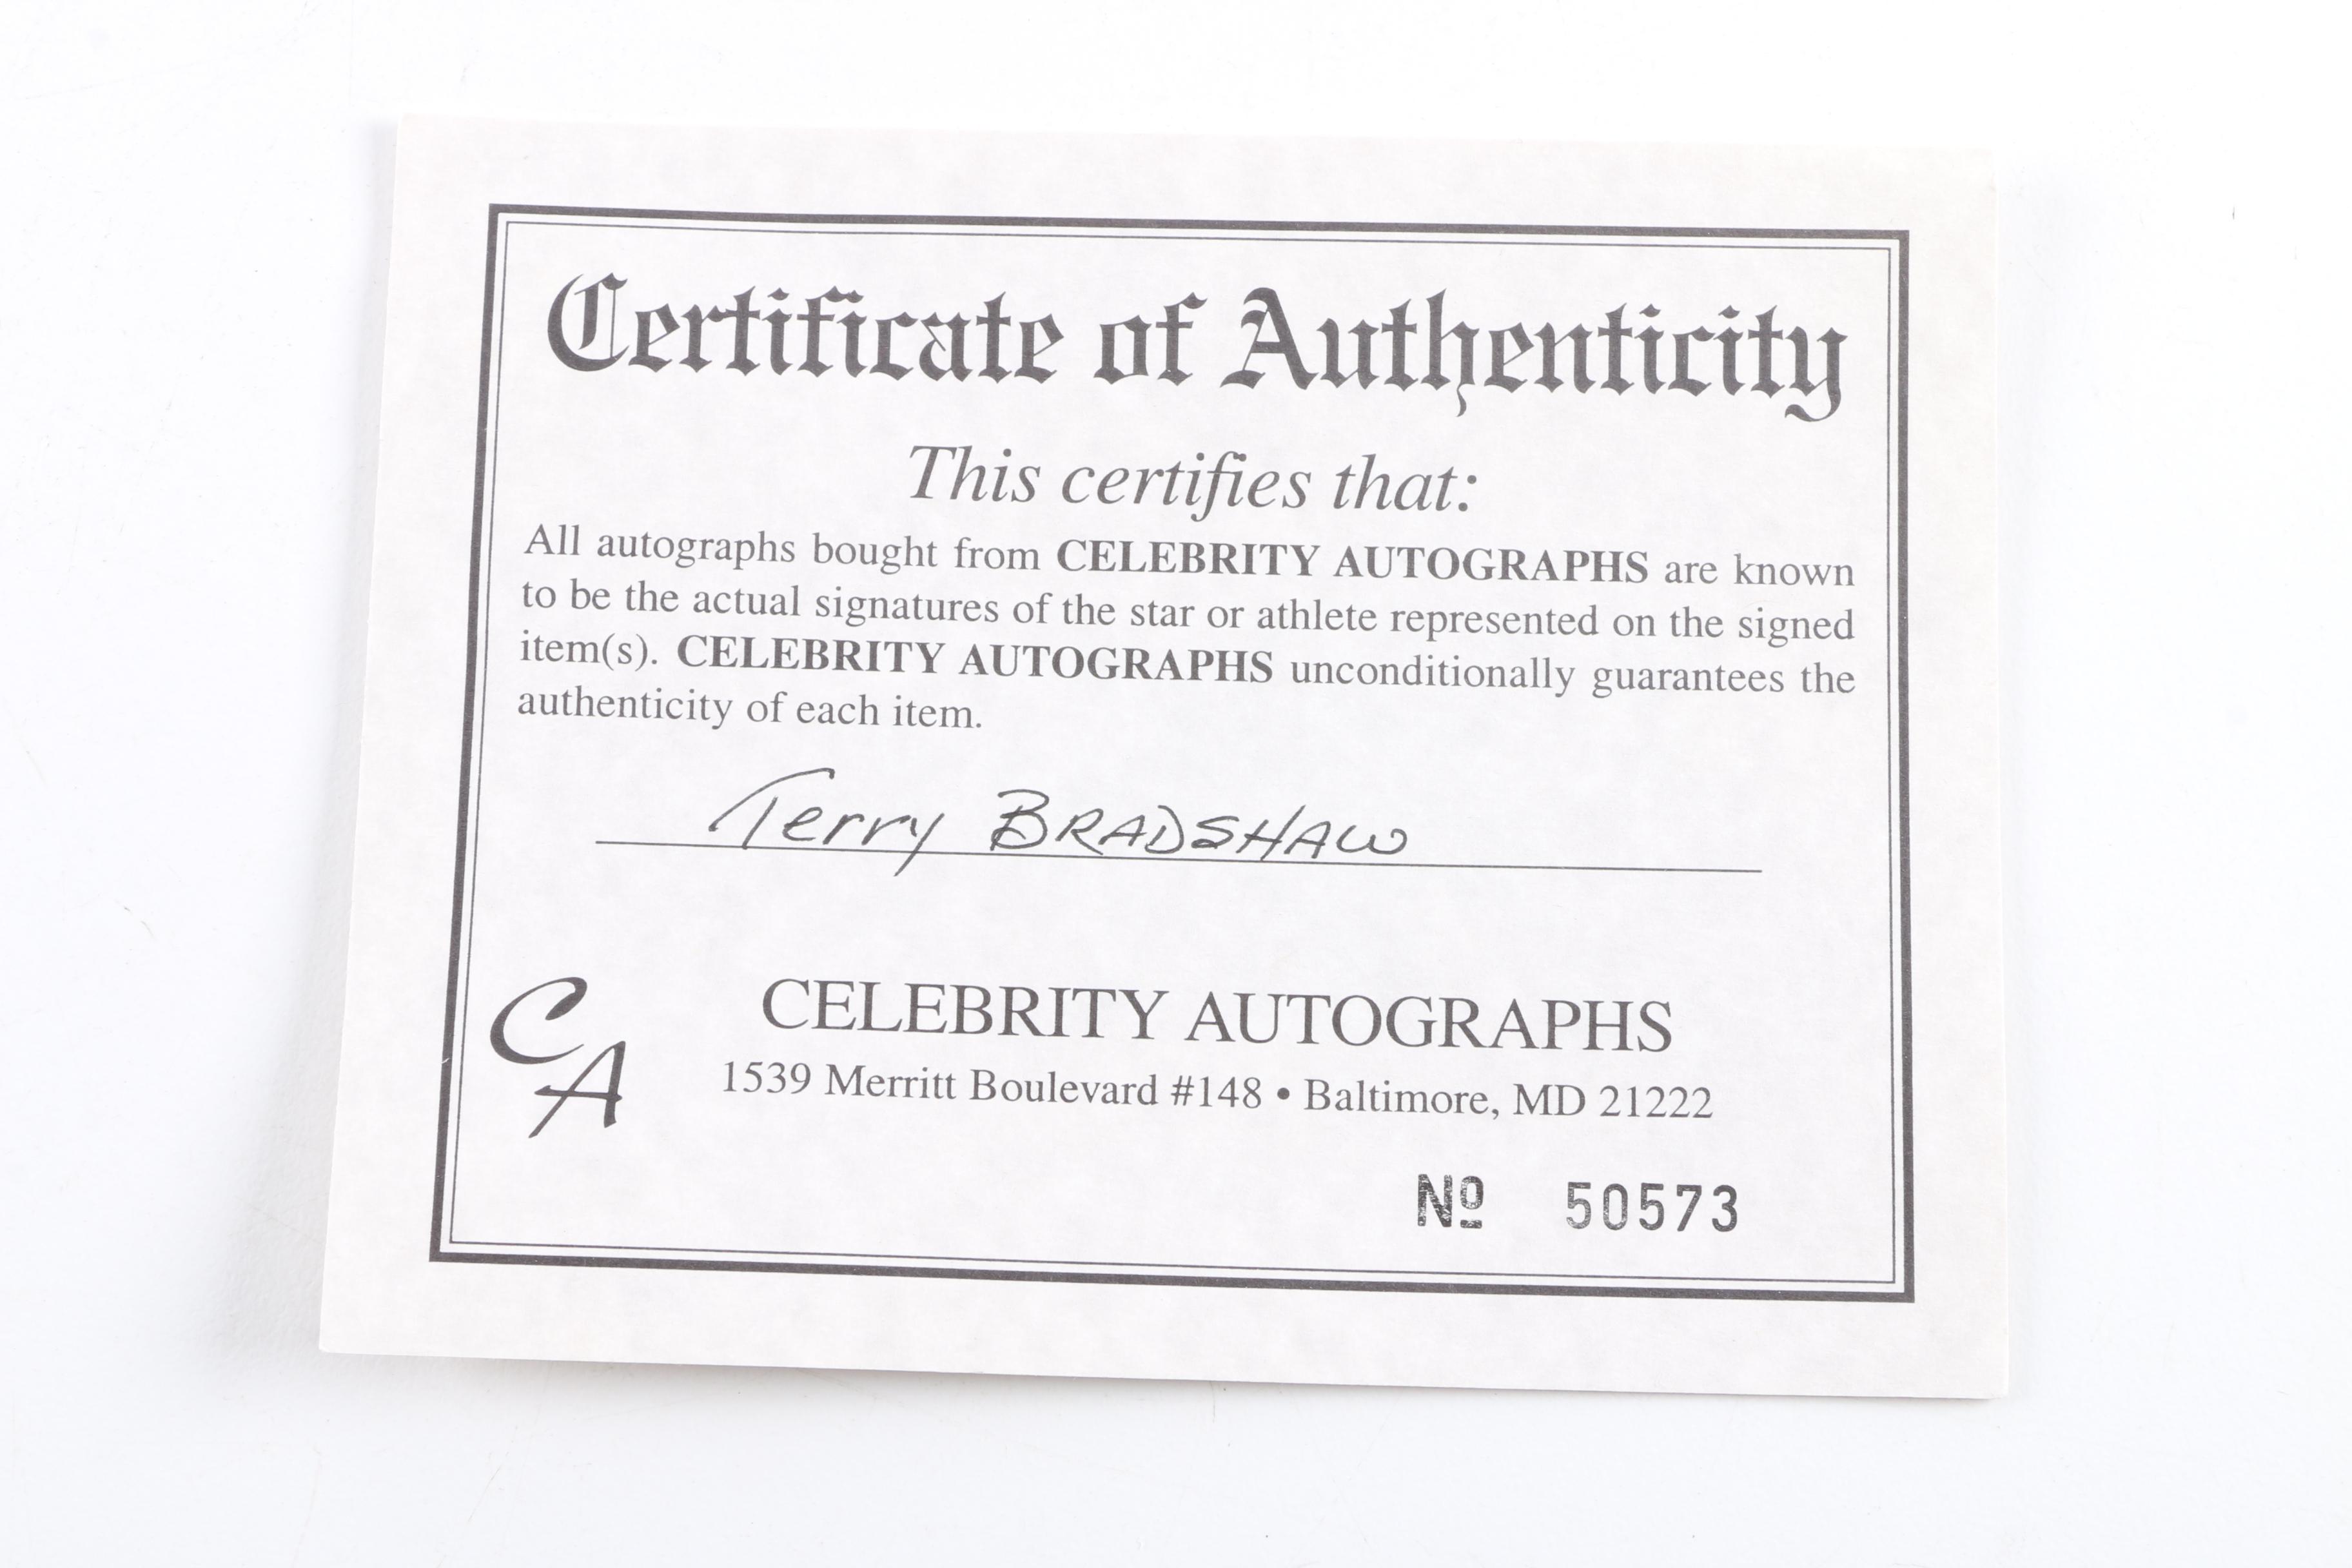 Certificate of Authenticity
This certifies that:
All autographs bought from CELEBRITY AUTOGRAPHS are known
to be the actual signatures of the star or athlete represented on the signed
item(s). CELEBRITY AUTOGRAPHS unconditionally guarantees the
authenticity of each item.
Terry BRADSHAW
CA
CELEBRITY AUTOGRAPHS
1539 Merritt Boulevard #148 • Baltimore, MD 21222
Nº 50573